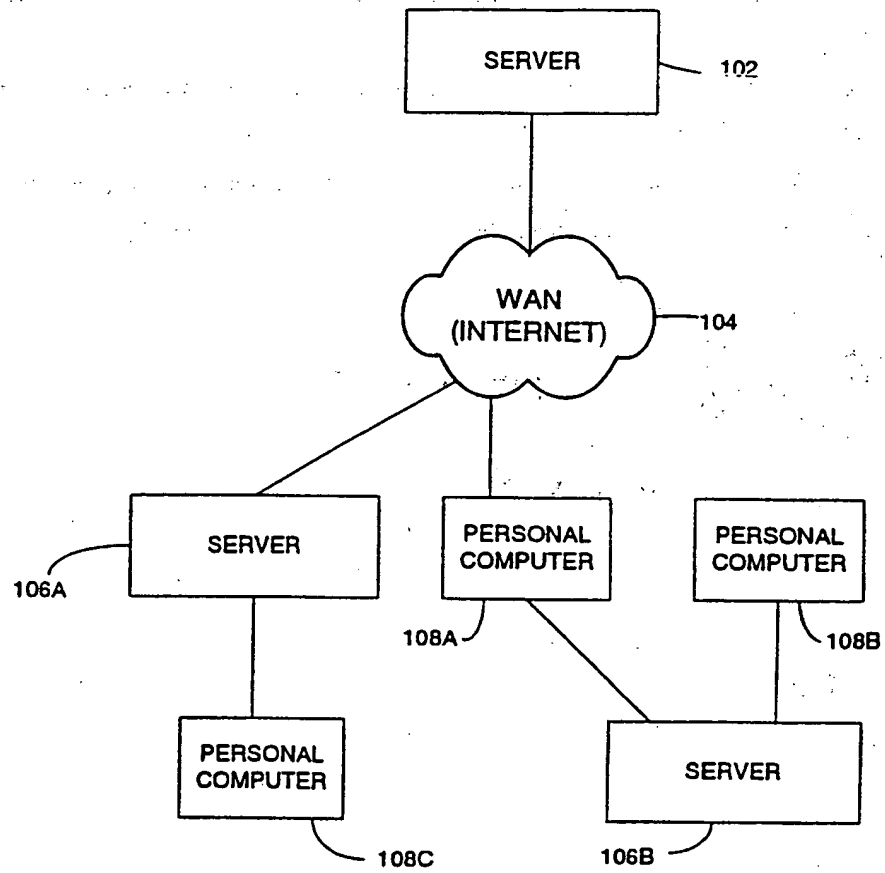 SERVER
102
WAN
(INTERNET)
104
SERVER
106A
PERSONAL
COMPUTER
108A
PERSONAL
COMPUTER
108B
PERSONAL
COMPUTER
108C
SERVER
106B